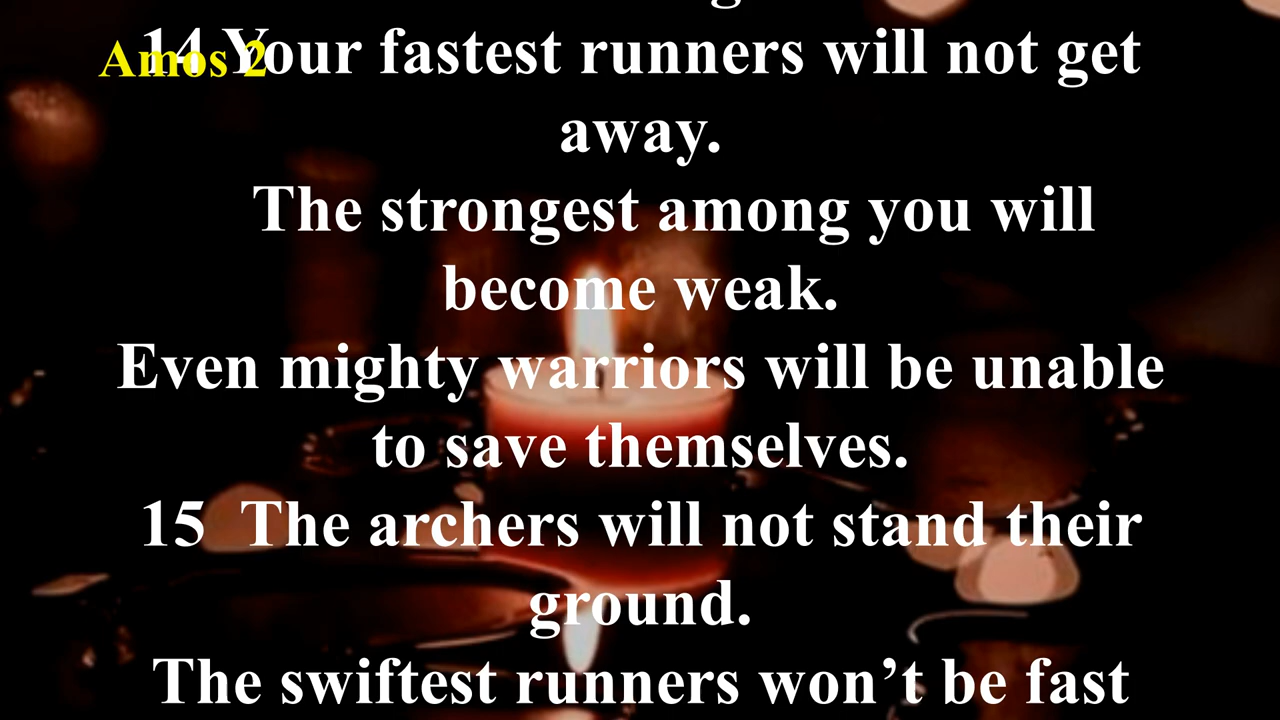 Amos 2
14 Your fastest runners will not get
away.
The strongest among you will
become weak.
Even mighty warriors will be unable
to save themselves.
15 The archers will not stand their
ground.
The swiftest runners won’t be fast